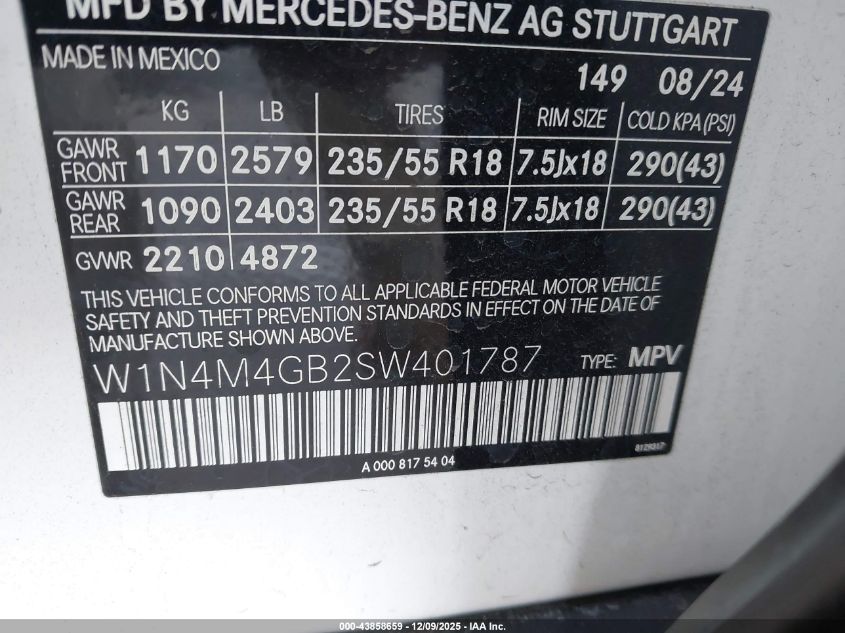 MFD BY MERCEDES-BENZ AG STUTTGART
MADE IN MEXICO
149 08/24
KG LB TIRES RIM SIZE COLD KPA (PSI)
GAWR FRONT 1170 2579 235/55 R18 7.5Jx18 290(43)
GAWR REAR 1090 2403 235/55 R18 7.5Jx18 290(43)
GVWR 2210 4872
THIS VEHICLE CONFORMS TO ALL APPLICABLE FEDERAL MOTOR VEHICLE
SAFETY AND THEFT PREVENTION STANDARDS IN EFFECT ON THE DATE OF
MANUFACTURE SHOWN ABOVE.
W1N4M4GB2SW401787 TYPE: MPV
A 000 817 54 04
8129317
000-43858659 - 12/09/2025 - IAA Inc.